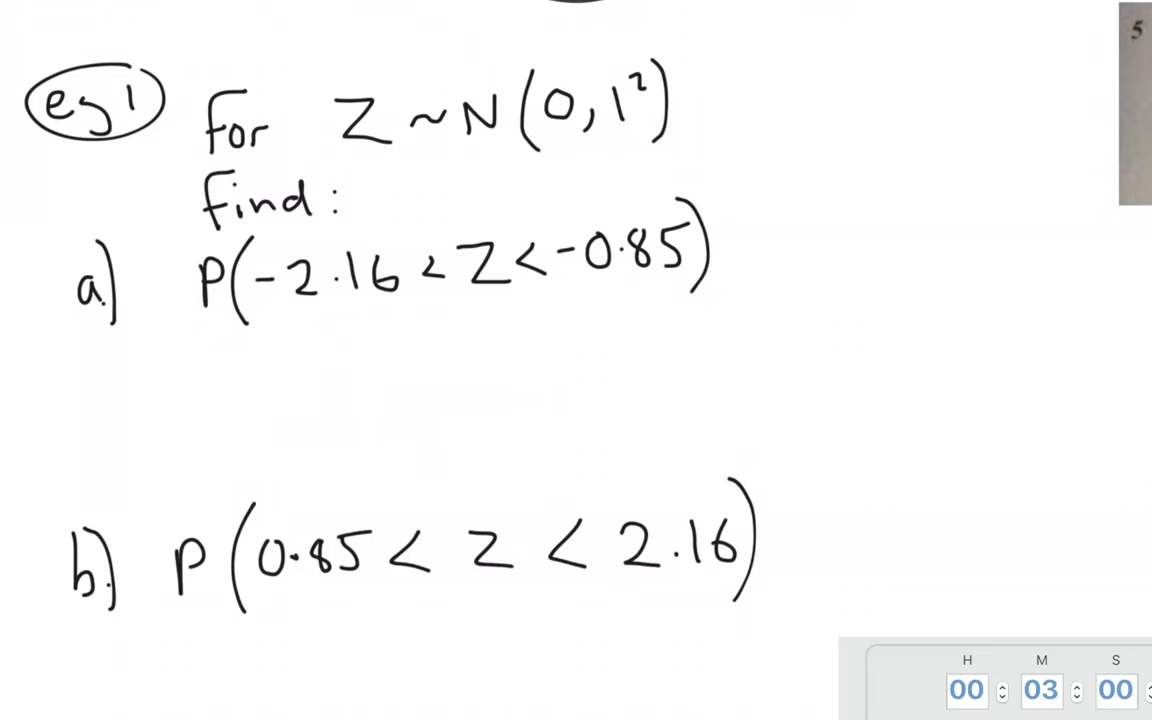 eg 1 For Z ~ N(0, 1²)
Find:
a) P(-2.16 < Z < -0.85)
b) P(0.85 < Z < 2.16)
5
H M S
00 03 00